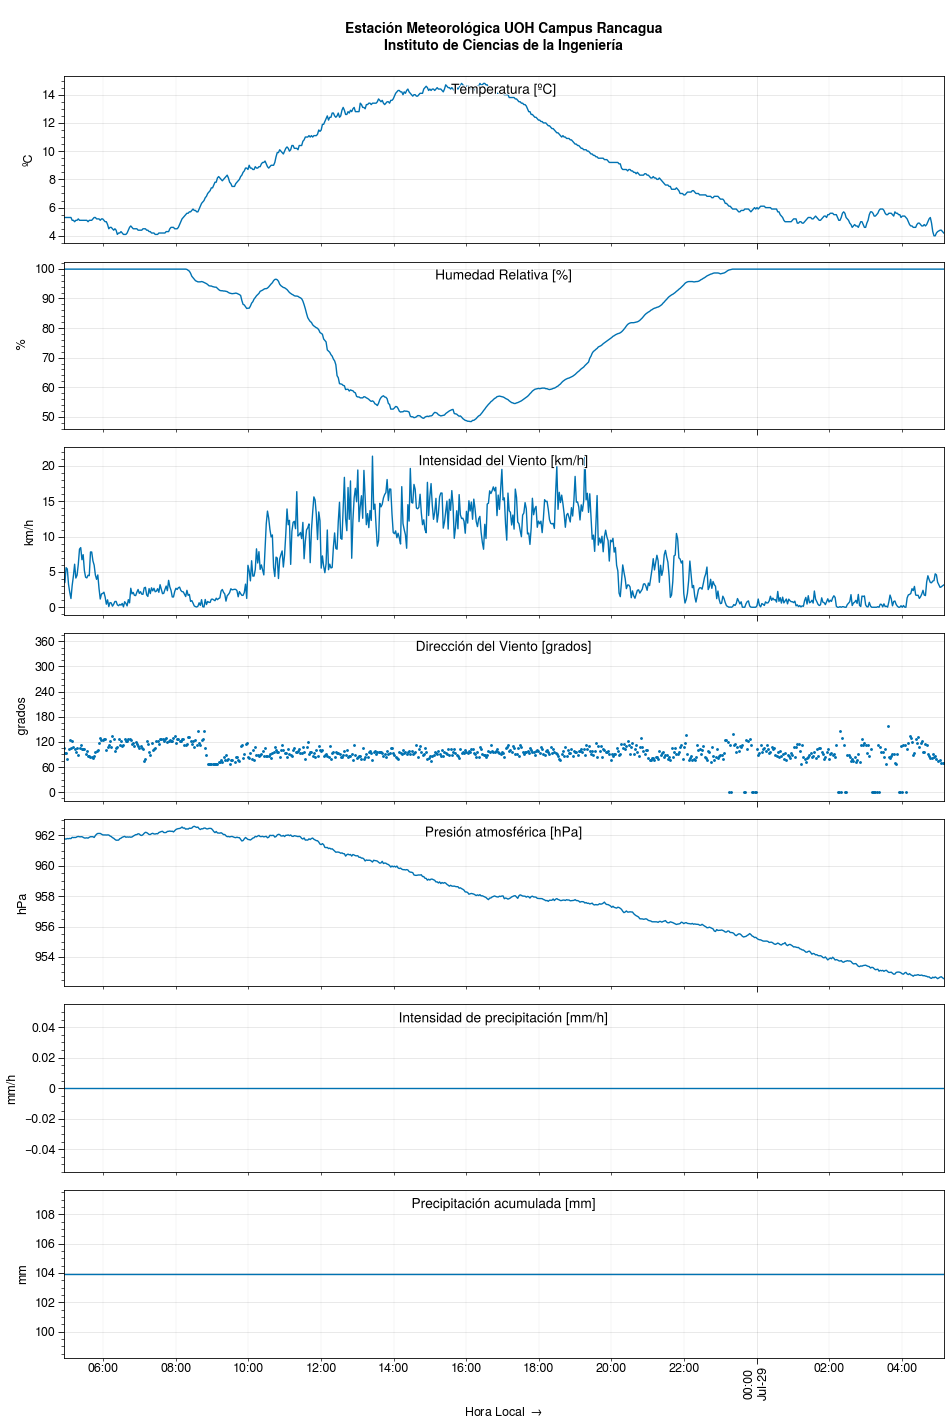 Estación Meteorológica UOH Campus Rancagua
Instituto de Ciencias de la Ingeniería
Temperatura [ºC]
ºC
14
12
10
8
6
4
Humedad Relativa [%]
%
100
90
80
70
60
50
Intensidad del Viento [km/h]
km/h
20
15
10
5
0
Dirección del Viento [grados]
grados
360
300
240
180
120
60
0
Presión atmosférica [hPa]
hPa
962
960
958
956
954
Intensidad de precipitación [mm/h]
mm/h
0.04
0.02
0
−0.02
−0.04
Precipitación acumulada [mm]
mm
108
106
104
102
100
06:00 08:00 10:00 12:00 14:00 16:00 18:00 20:00 22:00 00:00 02:00 04:00
Jul-29
Hora Local →